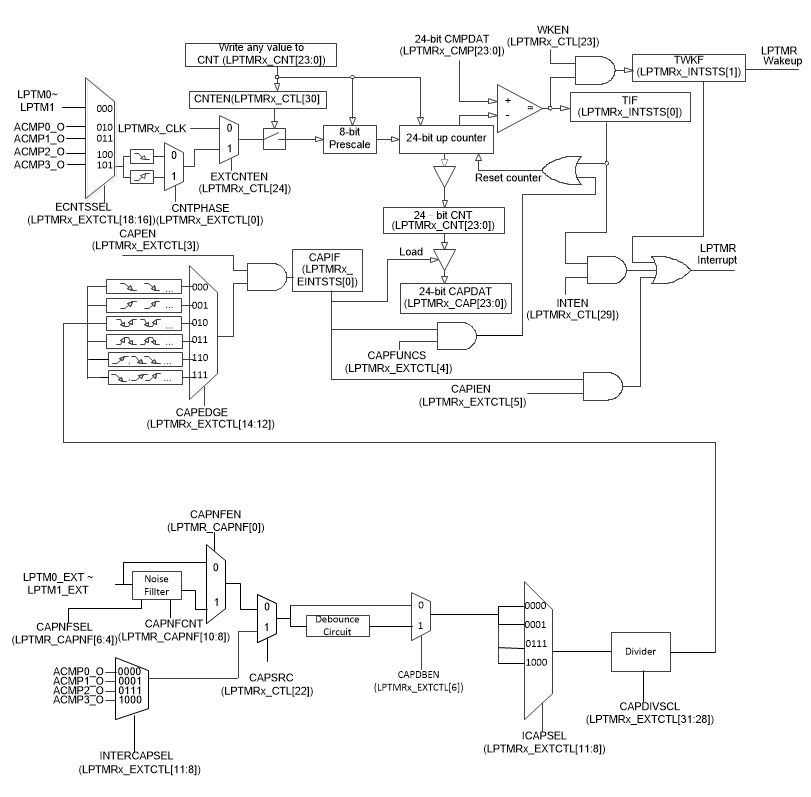 Write any value to
CNT (LPTMRx_CNT[23:0])
24-bit CMPDAT
(LPTMRx_CMP[23:0])
WKEN
(LPTMRx_CTL[23])
TWKF
(LPTMRx_INTSTS[1])
LPTMR
Wakeup
TIF
(LPTMRx_INTSTS[0])
CNTEN(LPTMRx_CTL[30]
LPTM0~
LPTM1
ACMP0_O
ACMP1_O
ACMP2_O
ACMP3_O
000
010
011
100
101
LPTMRx_CLK
0
1
0
1
8-bit
Prescale
24-bit up counter
+
-
=
Reset counter
EXTCNTEN
(LPTMRx_CTL[24])
ECNTSSEL
(LPTMRx_EXTCTL[18:16])
CNTPHASE
(LPTMRx_EXTCTL[0])
24 - bit CNT
(LPTMRx_CNT[23:0])
CAPEN
(LPTMRx_EXTCTL[3])
CAPIF
(LPTMRx_
EINTSTS[0])
Load
24-bit CAPDAT
(LPTMRx_CAP[23:0])
LPTMR
Interrupt
INTEN
(LPTMRx_CTL[29])
... 000
... 001
... 010
... 011
... 110
... 111
CAPFUNCS
(LPTMRx_EXTCTL[4])
CAPIEN
(LPTMRx_EXTCTL[5])
CAPEDGE
(LPTMRx_EXTCTL[14:12])
CAPNFEN
(LPTMR_CAPNF[0])
LPTM0_EXT ~
LPTM1_EXT
Noise
Fillter
0
1
CAPNFSEL
(LPTMR_CAPNF[6:4])
CAPNFCNT
(LPTMR_CAPNF[10:8])
0
1
Debounce
Circuit
0
1
0000
0001
0111
1000
Divider
CAPSRC
(LPTMRx_CTL[22])
CAPDBEN
(LPTMRx_EXTCTL[6])
ACMP0_O
ACMP1_O
ACMP2_O
ACMP3_O
0000
0001
0111
1000
INTERCAPSEL
(LPTMRx_EXTCTL[11:8])
ICAPSEL
(LPTMRx_EXTCTL[11:8])
CAPDIVSCL
(LPTMRx_EXTCTL[31:28])